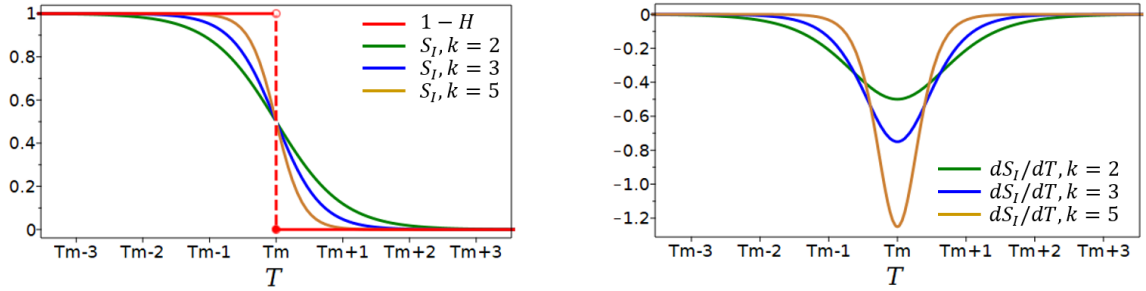 1
0.8
0.6
0.4
0.2
0
1 − H
S_I, k = 2
S_I, k = 3
S_I, k = 5
Tm-3 Tm-2 Tm-1 Tm Tm+1 Tm+2 Tm+3
T
0
−0.2
−0.4
−0.6
−0.8
−1.0
−1.2
dS_I/dT, k = 2
dS_I/dT, k = 3
dS_I/dT, k = 5
Tm-3 Tm-2 Tm-1 Tm Tm+1 Tm+2 Tm+3
T